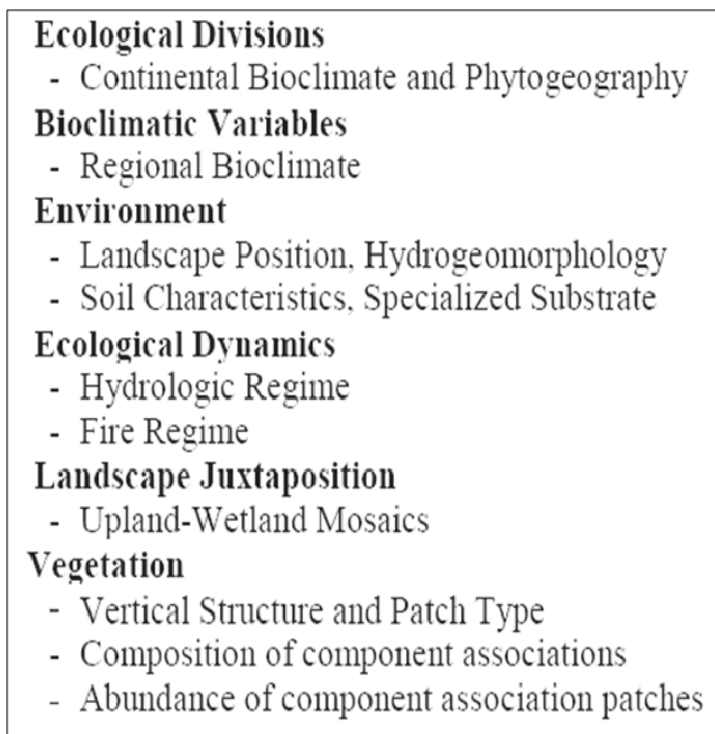 Ecological Divisions
- Continental Bioclimate and Phytogeography
Bioclimatic Variables
- Regional Bioclimate
Environment
- Landscape Position, Hydrogeomorphology
- Soil Characteristics, Specialized Substrate
Ecological Dynamics
- Hydrologic Regime
- Fire Regime
Landscape Juxtaposition
- Upland-Wetland Mosaics
Vegetation
- Vertical Structure and Patch Type
- Composition of component associations
- Abundance of component association patches